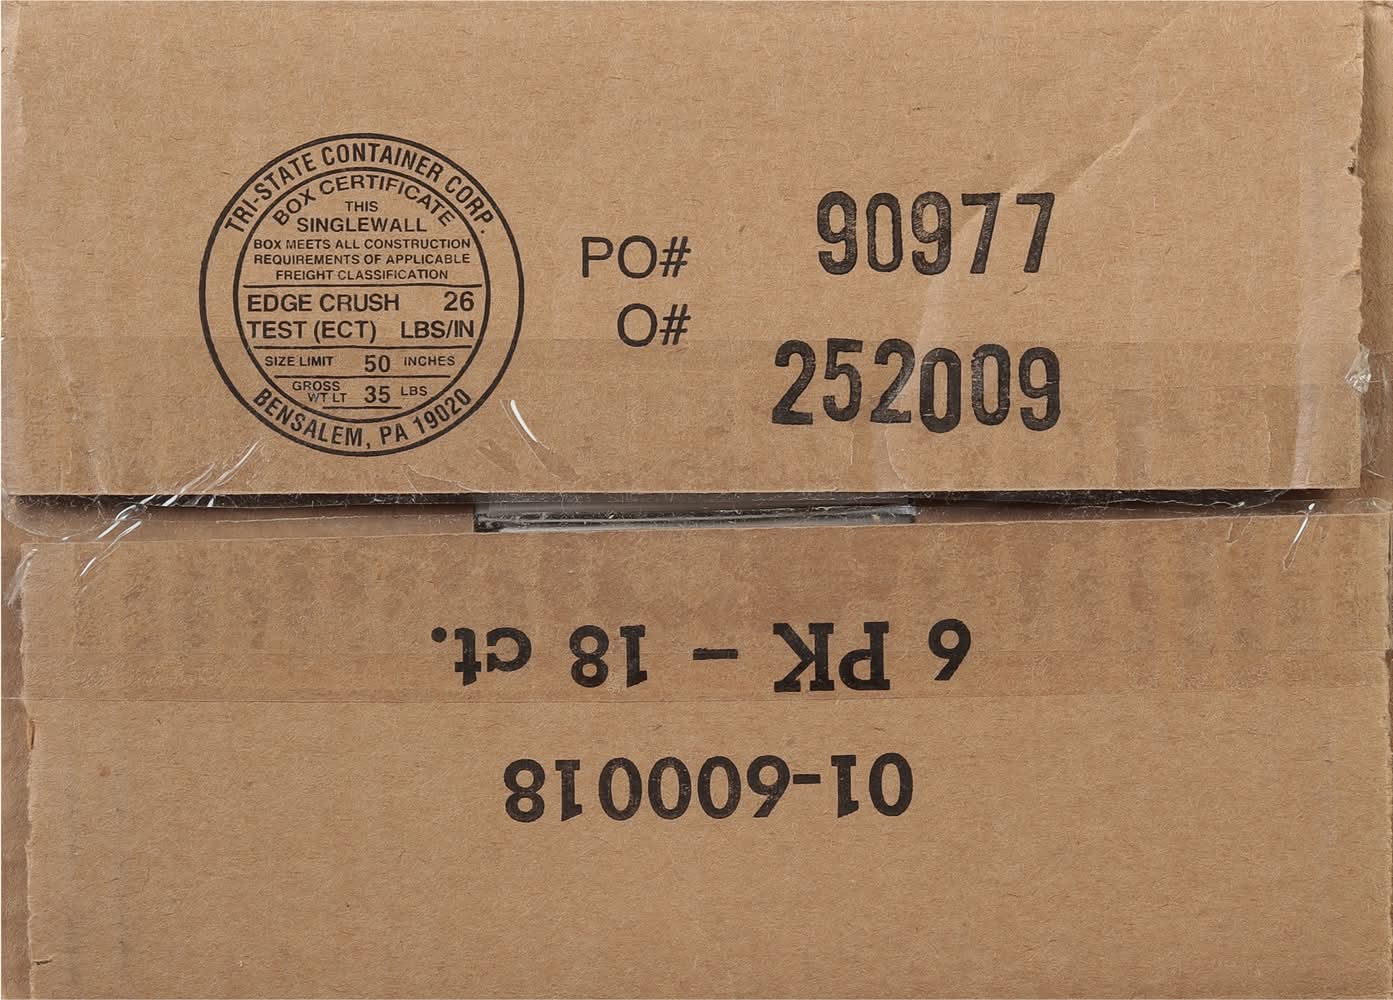 TRI-STATE CONTAINER CORP.
BOX CERTIFICATE
THIS
SINGLEWALL
BOX MEETS ALL CONSTRUCTION
REQUIREMENTS OF APPLICABLE
FREIGHT CLASSIFICATION
EDGE CRUSH 26
TEST (ECT) LBS/IN
SIZE LIMIT 50 INCHES
GROSS
WT LT 35 LBS
BENSALEM, PA 19020
PO# 90977
O# 252009
6 PK - 18 ct.
01-600018